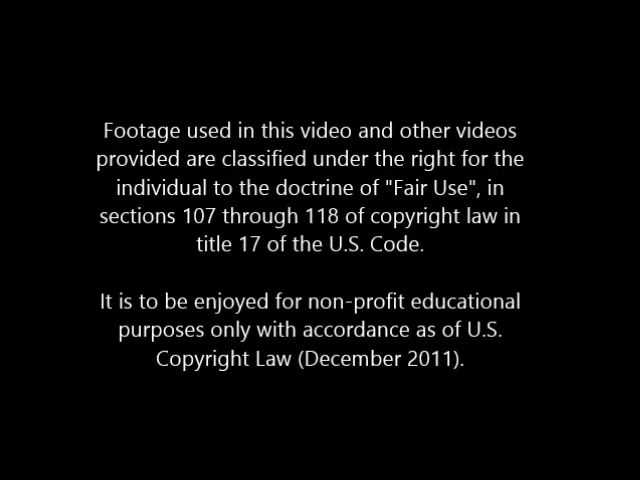 Footage used in this video and other videos
provided are classified under the right for the
individual to the doctrine of "Fair Use", in
sections 107 through 118 of copyright law in
title 17 of the U.S. Code.
It is to be enjoyed for non-profit educational
purposes only with accordance as of U.S.
Copyright Law (December 2011).